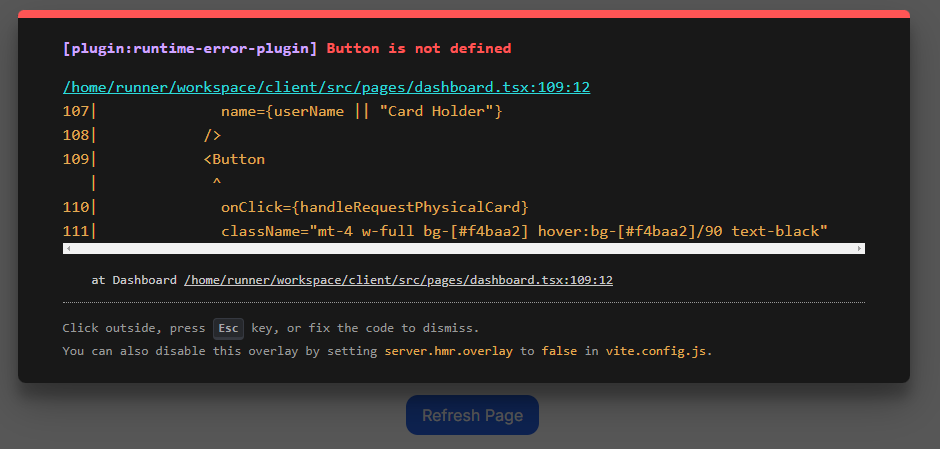 [plugin:runtime-error-plugin] Button is not defined
/home/runner/workspace/client/src/pages/dashboard.tsx:109:12
107|              name={userName || "Card Holder"}
108|            />
109|            <Button
   |             ^
110|              onClick={handleRequestPhysicalCard}
111|              className="mt-4 w-full bg-[#f4baa2] hover:bg-[#f4baa2]/90 text-black"
at Dashboard /home/runner/workspace/client/src/pages/dashboard.tsx:109:12
Click outside, press Esc key, or fix the code to dismiss.
You can also disable this overlay by setting server.hmr.overlay to false in vite.config.js.
Refresh Page